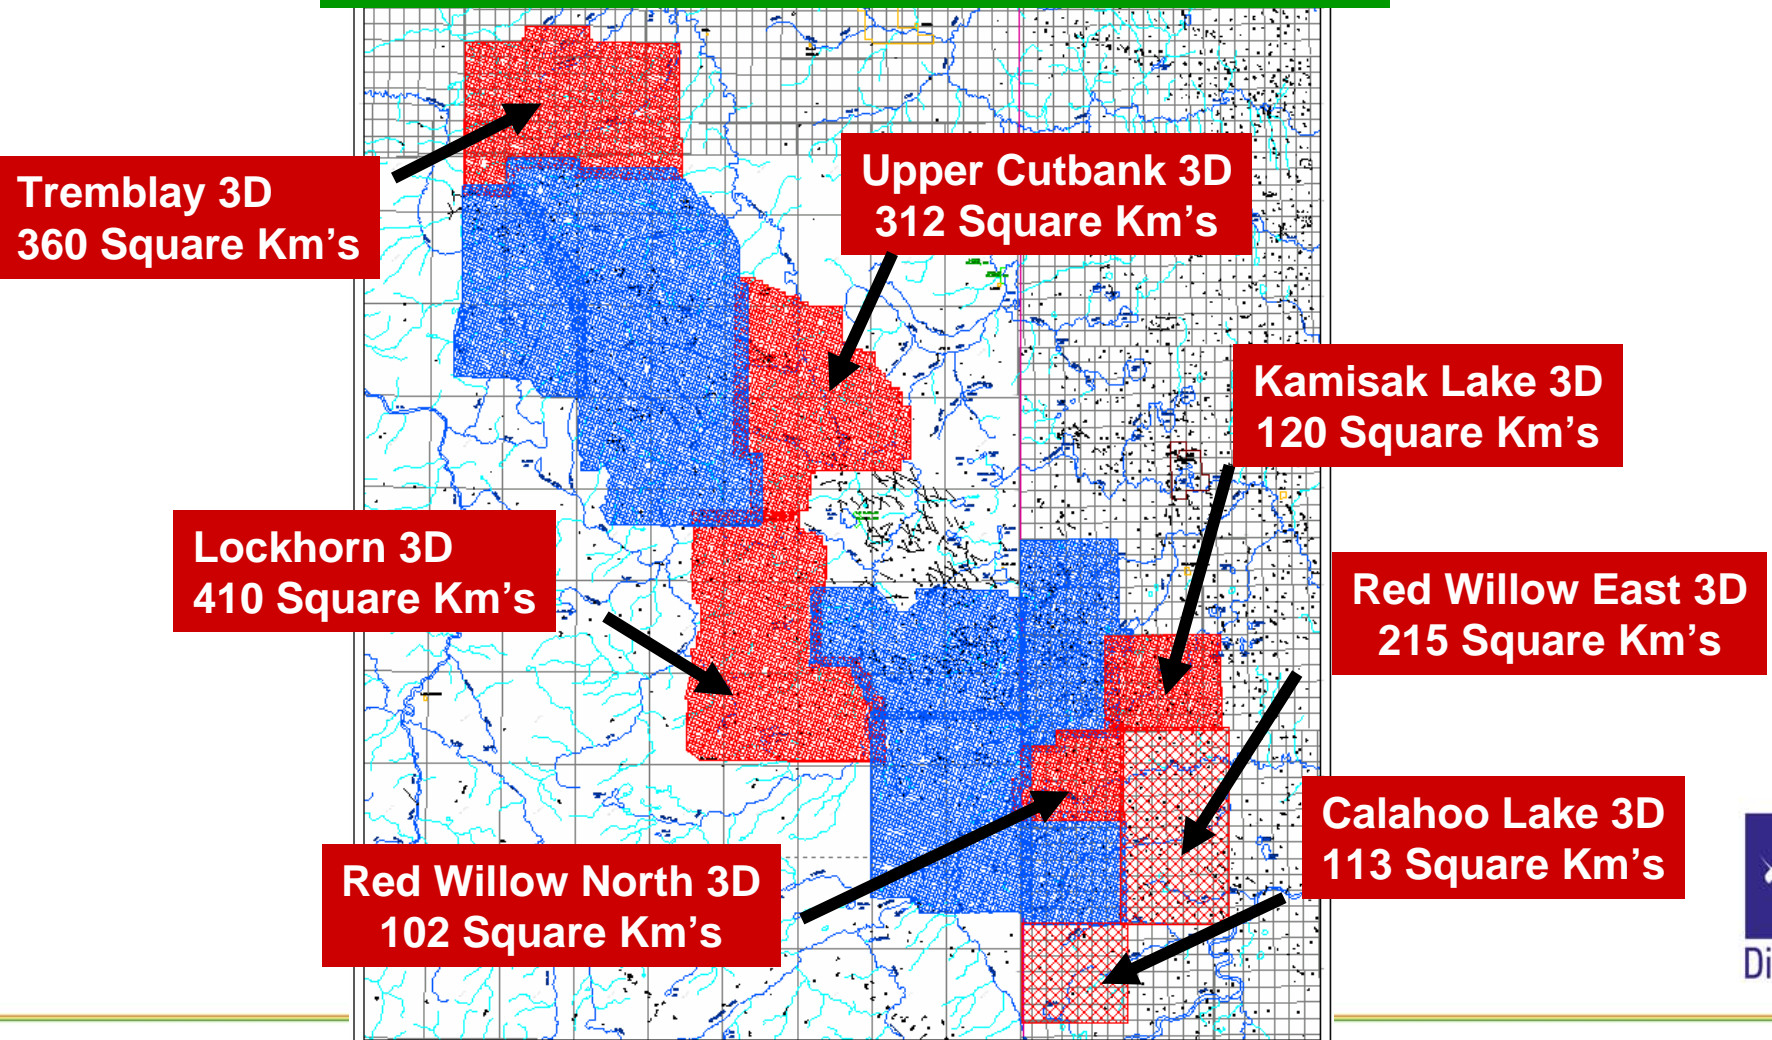 Tremblay 3D
360 Square Km’s
Upper Cutbank 3D
312 Square Km’s
Kamisak Lake 3D
120 Square Km’s
Lockhorn 3D
410 Square Km’s
Red Willow East 3D
215 Square Km’s
Calahoo Lake 3D
113 Square Km’s
Red Willow North 3D
102 Square Km’s
Di